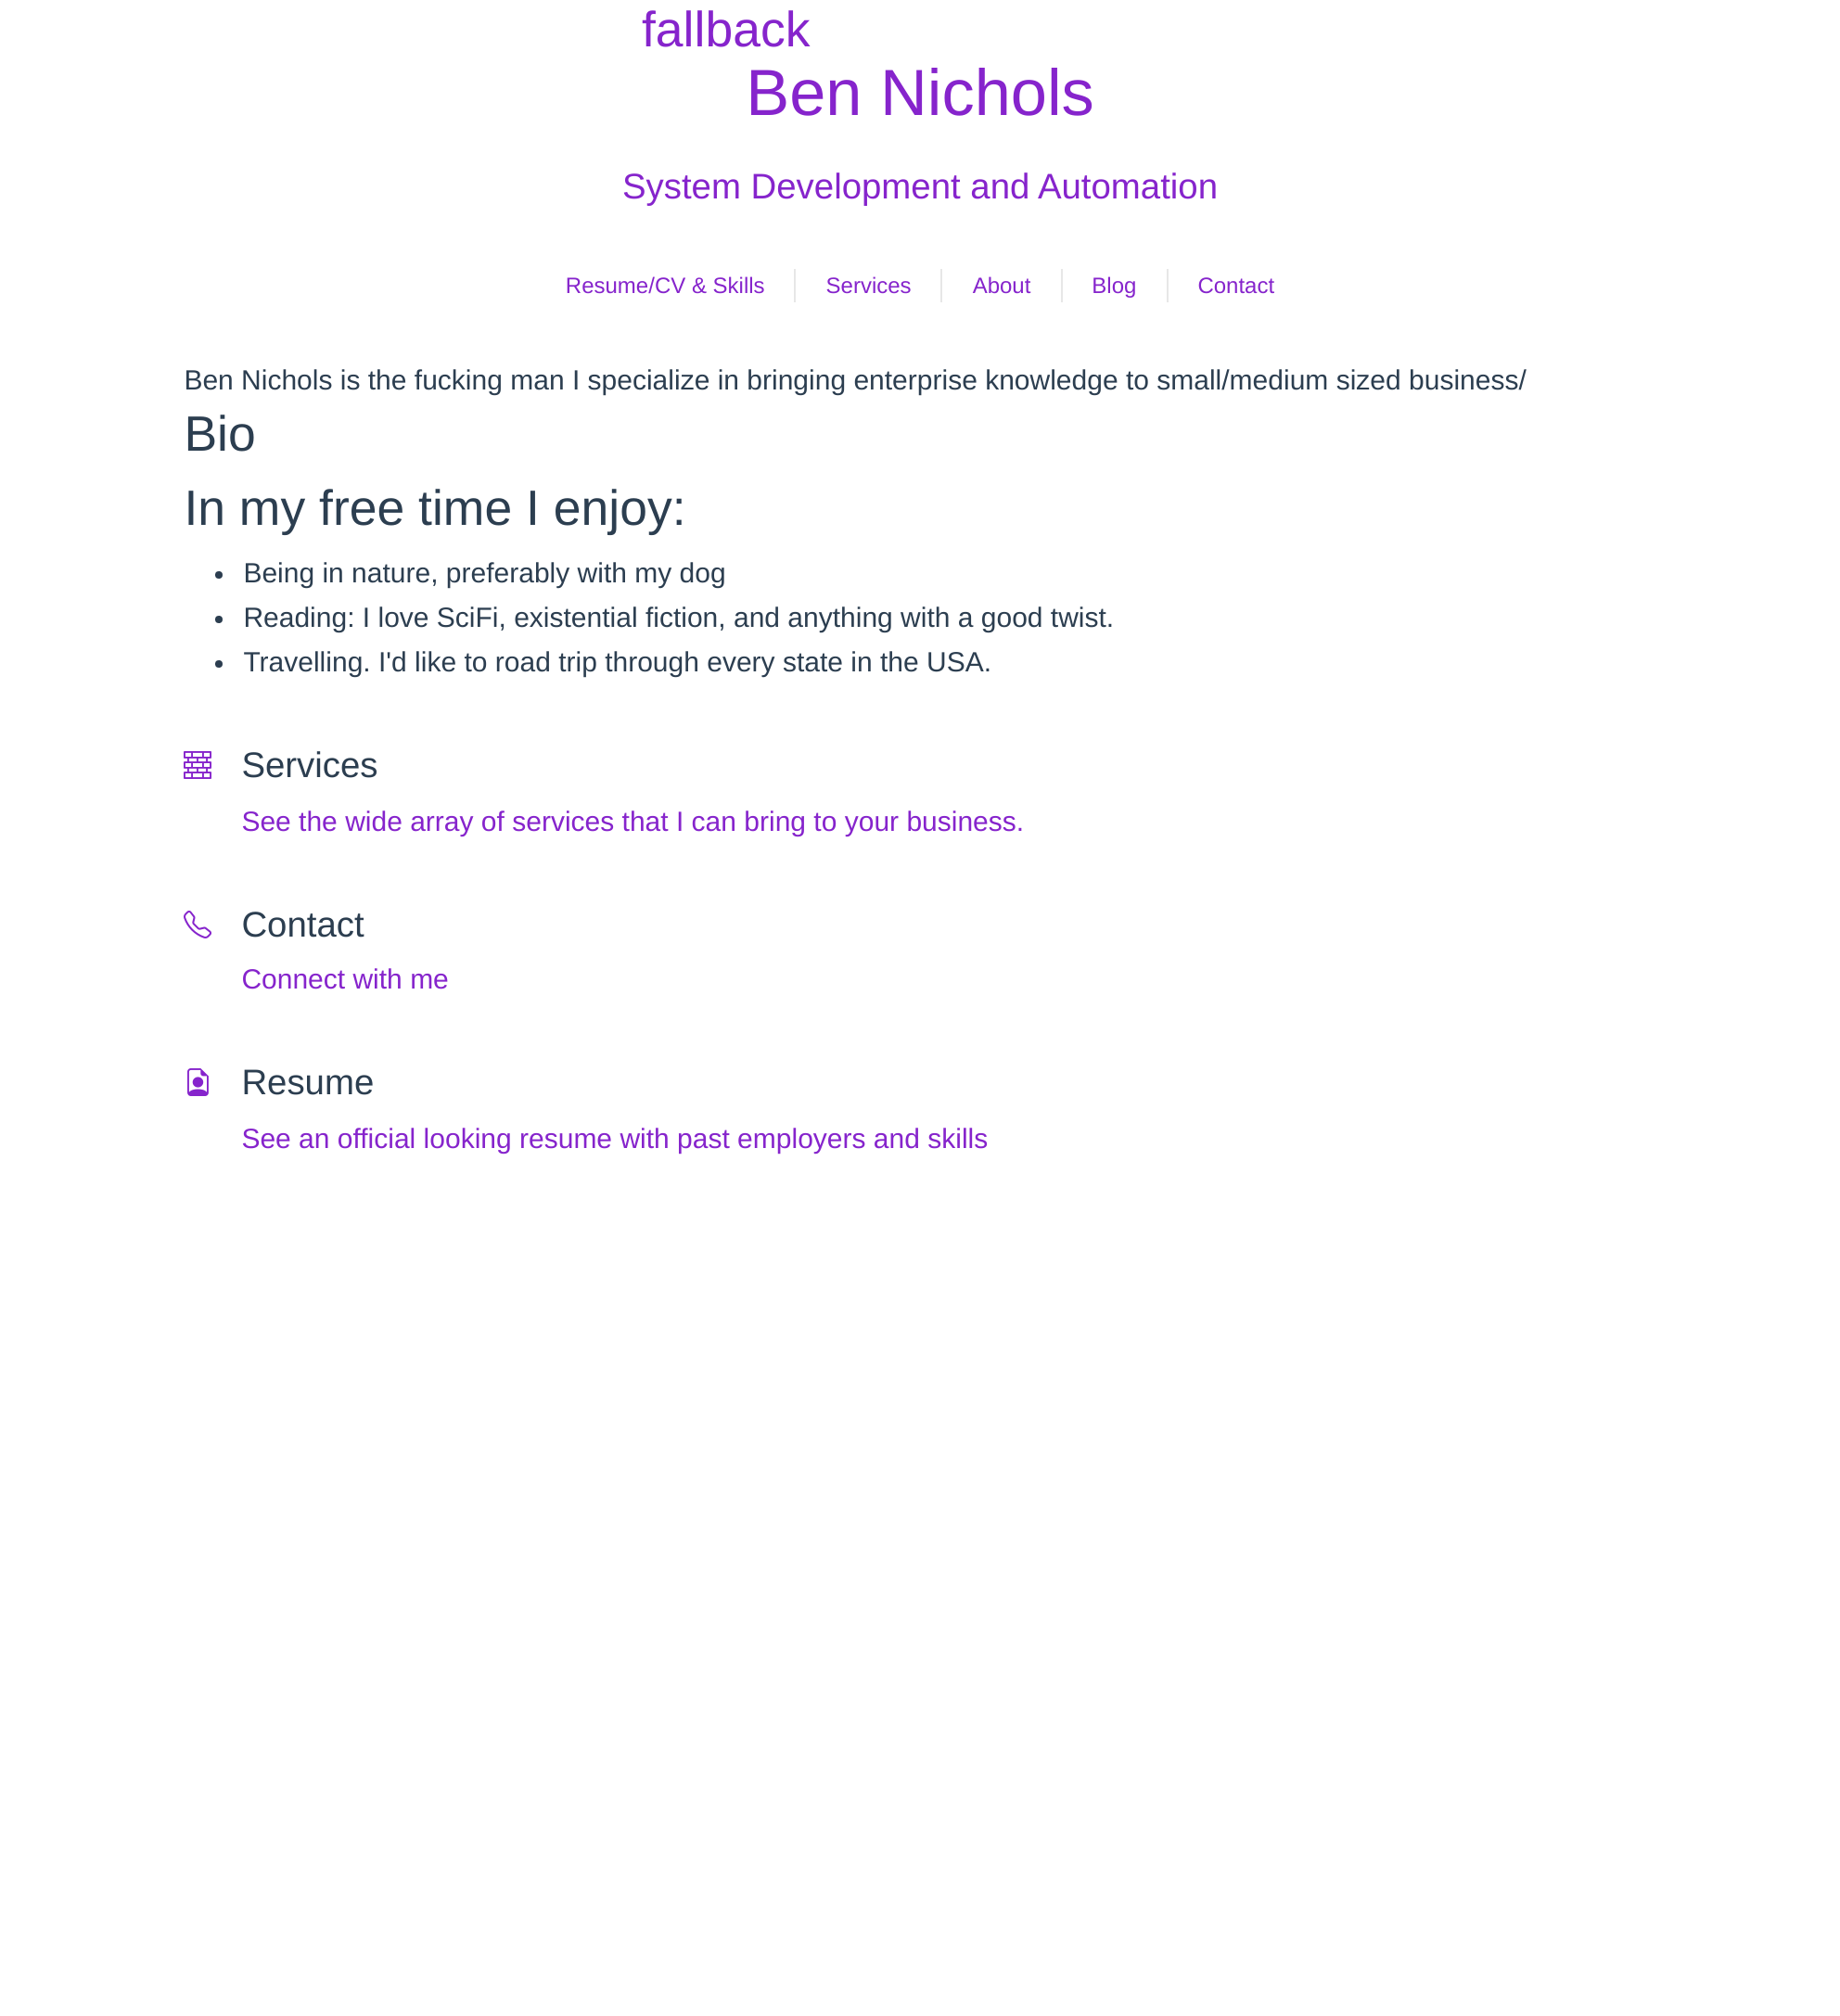 fallback
Ben Nichols
System Development and Automation
Resume/CV & Skills Services About Blog Contact
Ben Nichols is the fucking man I specialize in bringing enterprise knowledge to small/medium sized business/
Bio
In my free time I enjoy:
Being in nature, preferably with my dog
Reading: I love SciFi, existential fiction, and anything with a good twist.
Travelling. I'd like to road trip through every state in the USA.
Services
See the wide array of services that I can bring to your business.
Contact
Connect with me
Resume
See an official looking resume with past employers and skills